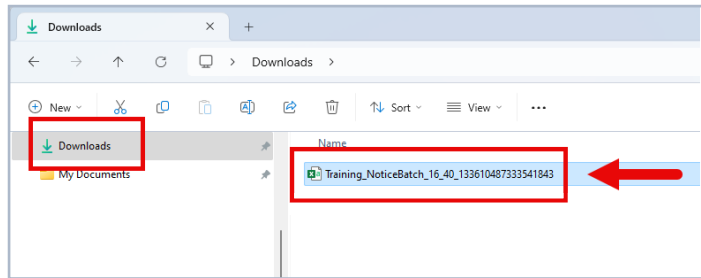 Downloads
Downloads
New Sort View
Name
Downloads
Training_NoticeBatch_16_40_133610487333541843
My Documents